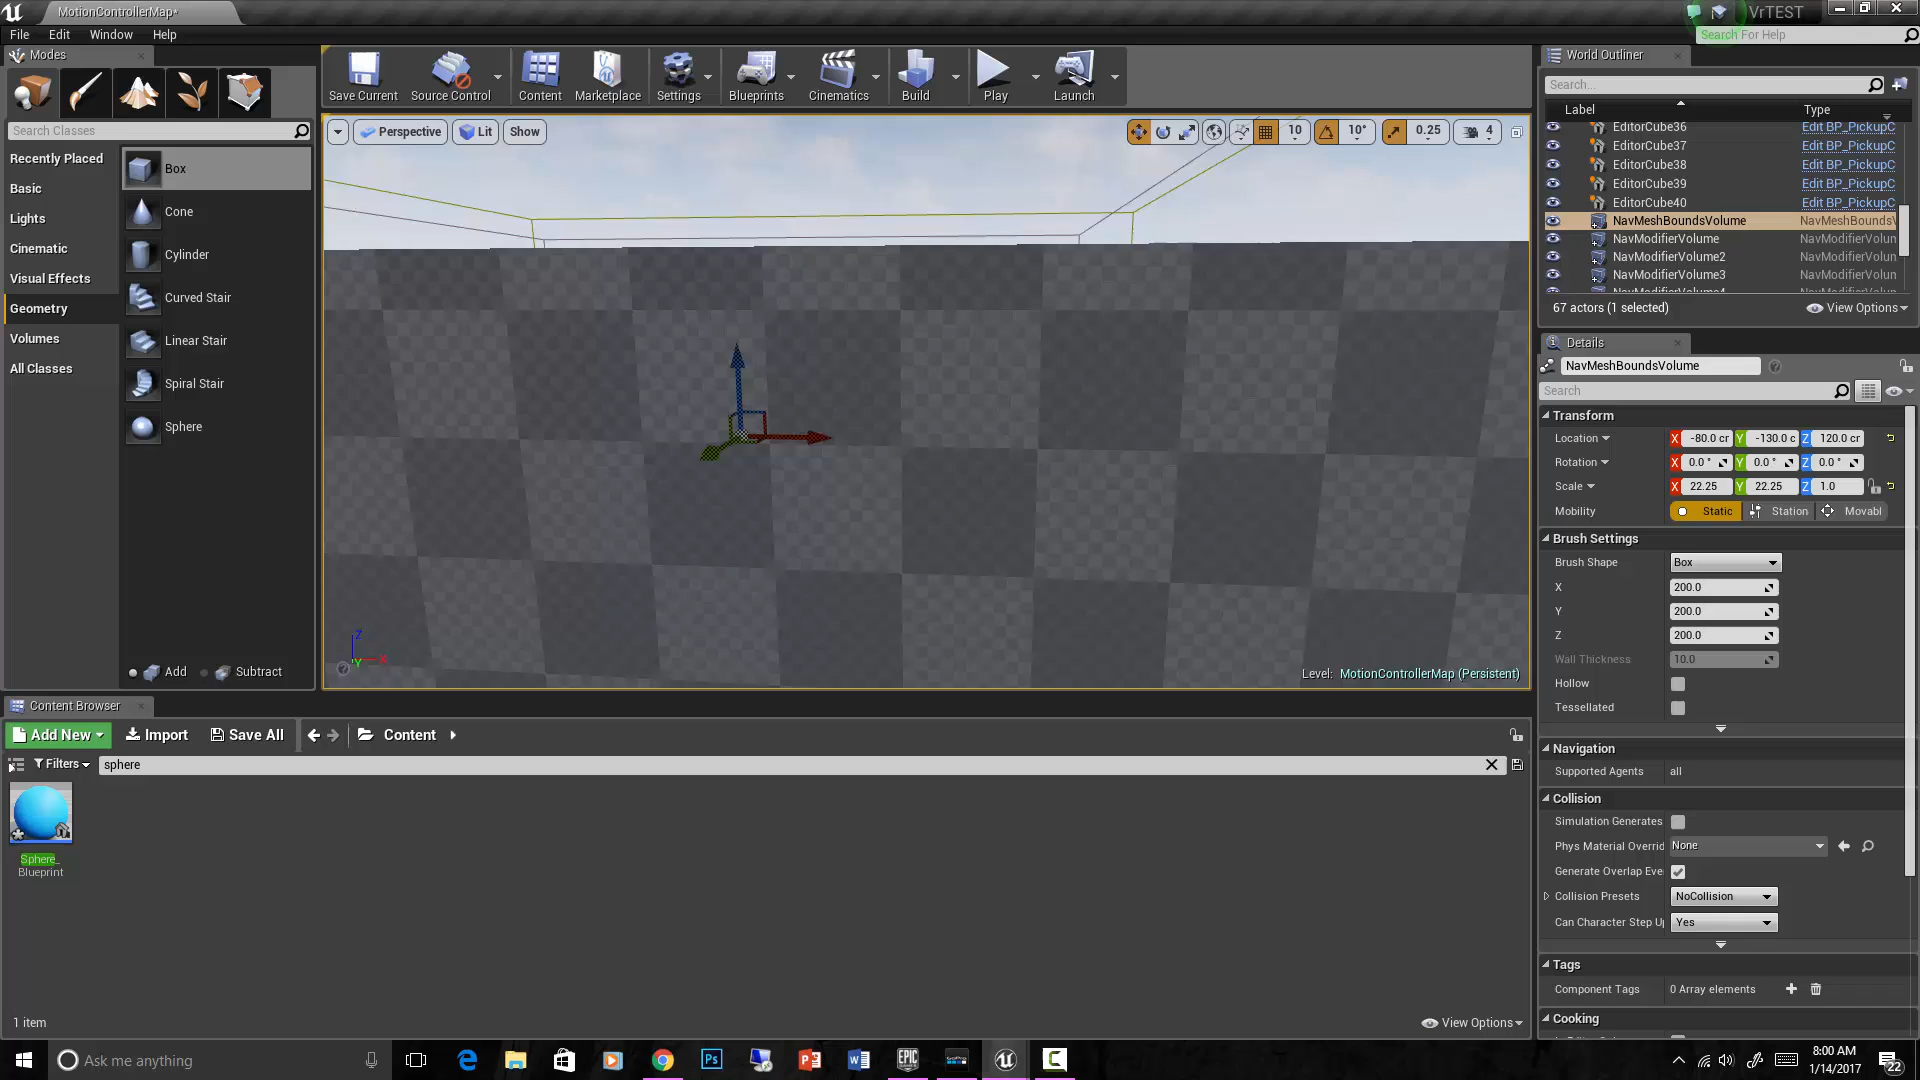 MotionControllerMap*
VrTEST
File
Edit
Window
Help
Search For Help
Modes
Save Current
Source Control
Content
Marketplace
Settings
Blueprints
Cinematics
Build
Play
Launch
World Outliner
Search...
Label
Type
Search Classes
Perspective
Lit
Show
10
10°
0.25
4
EditorCube36
Edit BP_PickupC
EditorCube37
Edit BP_PickupC
EditorCube38
Edit BP_PickupC
EditorCube39
Edit BP_PickupC
EditorCube40
Edit BP_PickupC
NavMeshBoundsVolume
NavMeshBoundsV
NavModifierVolume
NavModifierVolun
NavModifierVolume2
NavModifierVolun
NavModifierVolume3
NavModifierVolun
NavModifierVolume4
NavModifierVolun
67 actors (1 selected)
View Options
Recently Placed
Basic
Lights
Cinematic
Visual Effects
Geometry
Volumes
All Classes
Box
Cone
Cylinder
Curved Stair
Linear Stair
Spiral Stair
Sphere
Add
Subtract
Z
Y
X
Level: MotionControllerMap (Persistent)
Details
NavMeshBoundsVolume
Search
Transform
Location
X -80.0 cr
Y -130.0 c
Z 120.0 cr
Rotation
X 0.0 °
Y 0.0 °
Z 0.0 °
Scale
X 22.25
Y 22.25
Z 1.0
Mobility
Static
Station
Movabl
Brush Settings
Brush Shape
Box
X
200.0
Y
200.0
Z
200.0
Wall Thickness
10.0
Hollow
Tessellated
Navigation
Supported Agents
all
Collision
Simulation Generates
Phys Material Overrid
None
Generate Overlap Eve
Collision Presets
NoCollision
Can Character Step U
Yes
Tags
Component Tags
0 Array elements
Cooking
Content Browser
Add New
Import
Save All
Content
Filters
sphere
Sphere_
Blueprint
1 item
View Options
Ask me anything
EPIC
GoPro
8:00 AM
1/14/2017
22